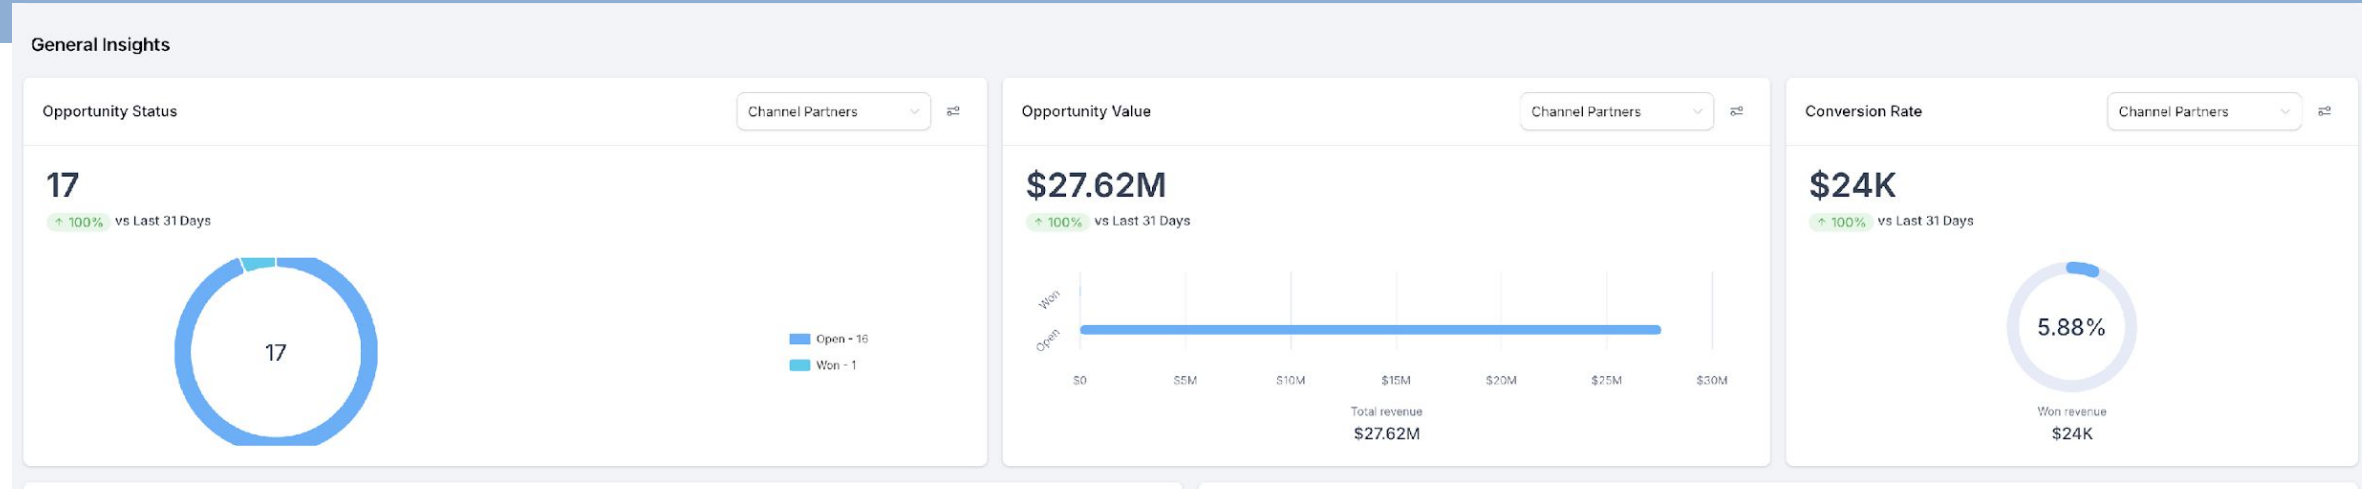 General Insights
Opportunity Status
Channel Partners
17
↑ 100% vs Last 31 Days
17
Open - 16
Won - 1
Opportunity Value
Channel Partners
$27.62M
↑ 100% vs Last 31 Days
Won
Open
$0 $5M $10M $15M $20M $25M $30M
Total revenue
$27.62M
Conversion Rate
Channel Partners
$24K
↑ 100% vs Last 31 Days
5.88%
Won revenue
$24K